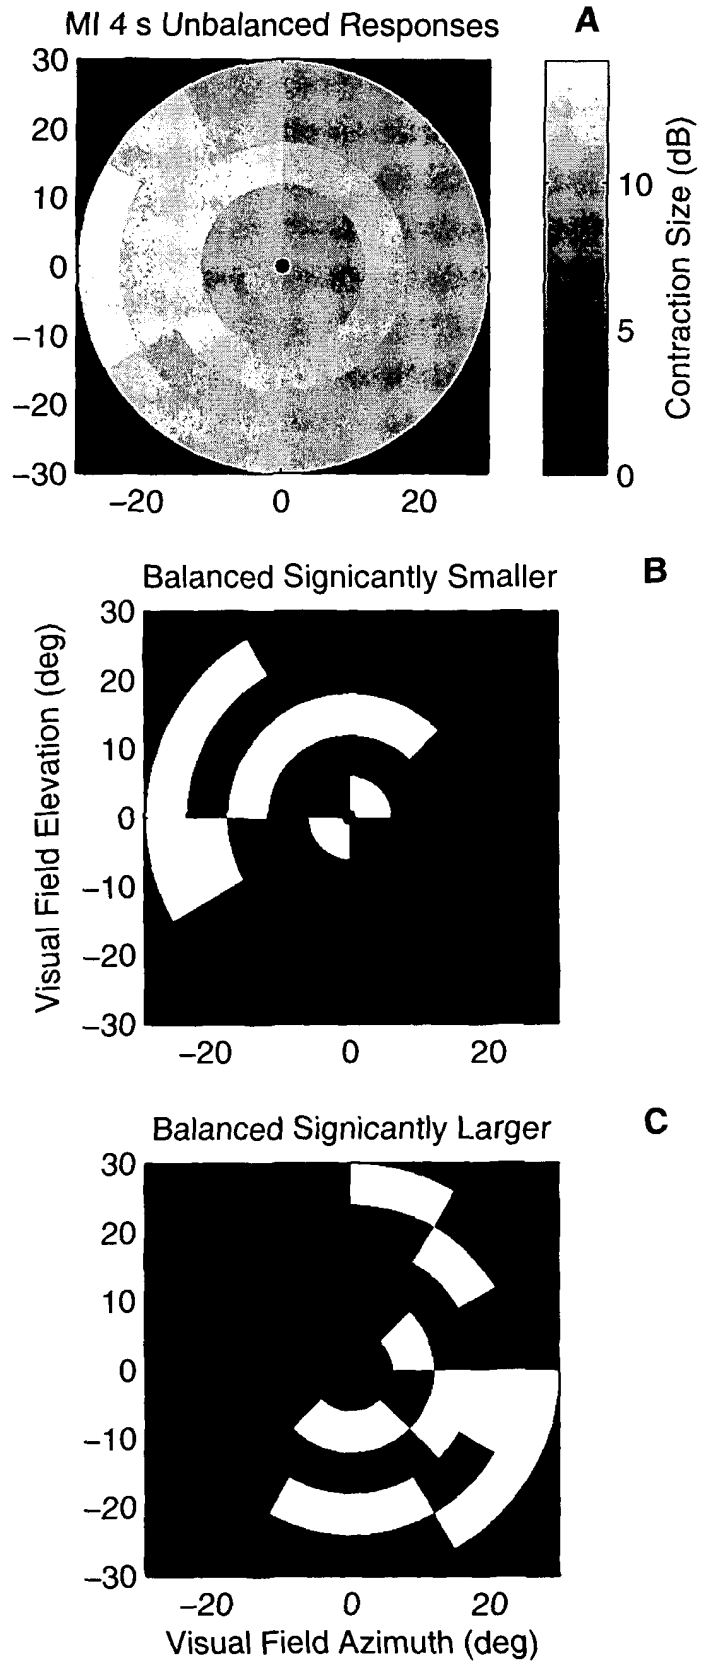 MI 4 s Unbalanced Responses
A
30
20
10
0
−10
−20
−30
−20 0 20
10
5
0
Contraction Size (dB)
Balanced Signicantly Smaller
B
30
20
10
0
−10
−20
−30
−20 0 20
Visual Field Elevation (deg)
Balanced Signicantly Larger
C
30
20
10
0
−10
−20
−30
−20 0 20
Visual Field Azimuth (deg)